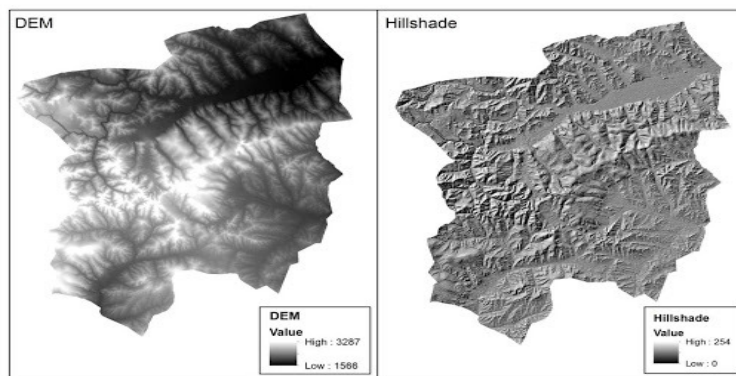 DEM
Hillshade
DEM
Value
High : 3287
Low : 1566
Hillshade
Value
High : 254
Low : 0